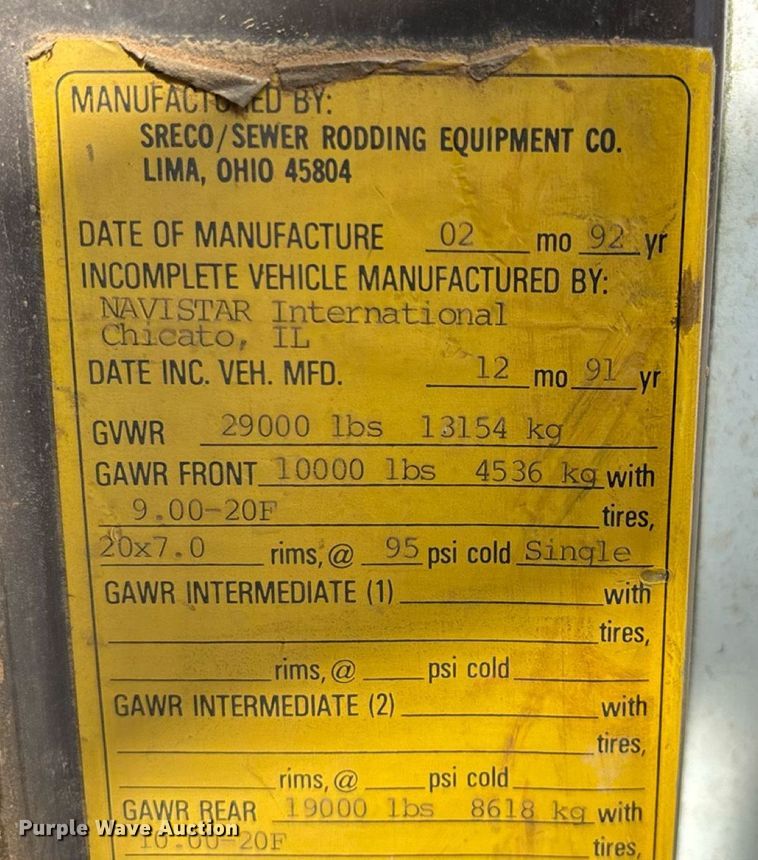 MANUFACTURED BY:
SRECO/SEWER RODDING EQUIPMENT CO.
LIMA, OHIO 45804
DATE OF MANUFACTURE 02 mo 92 yr
INCOMPLETE VEHICLE MANUFACTURED BY:
NAVISTAR International
Chicato, IL
DATE INC. VEH. MFD. 12 mo 91 yr
GVWR 29000 lbs 13154 kg
GAWR FRONT 10000 lbs 4536 kg with
9.00-20F tires,
20x7.0 rims, @ 95 psi cold Single
GAWR INTERMEDIATE (1) with
tires,
rims, @ psi cold
GAWR INTERMEDIATE (2) with
tires,
rims, @ psi cold
GAWR REAR 19000 lbs 8618 kg with
10.00-20F tires,
Purple Wave Auction